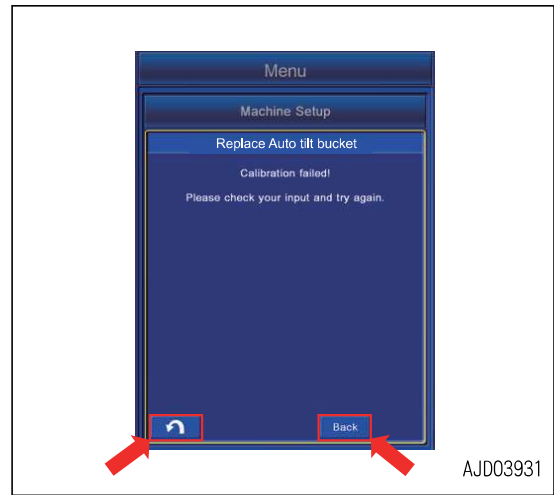 Menu
Machine Setup
Replace Auto tilt bucket
Calibration failed!
Please check your input and try again.
Back
AJD03931